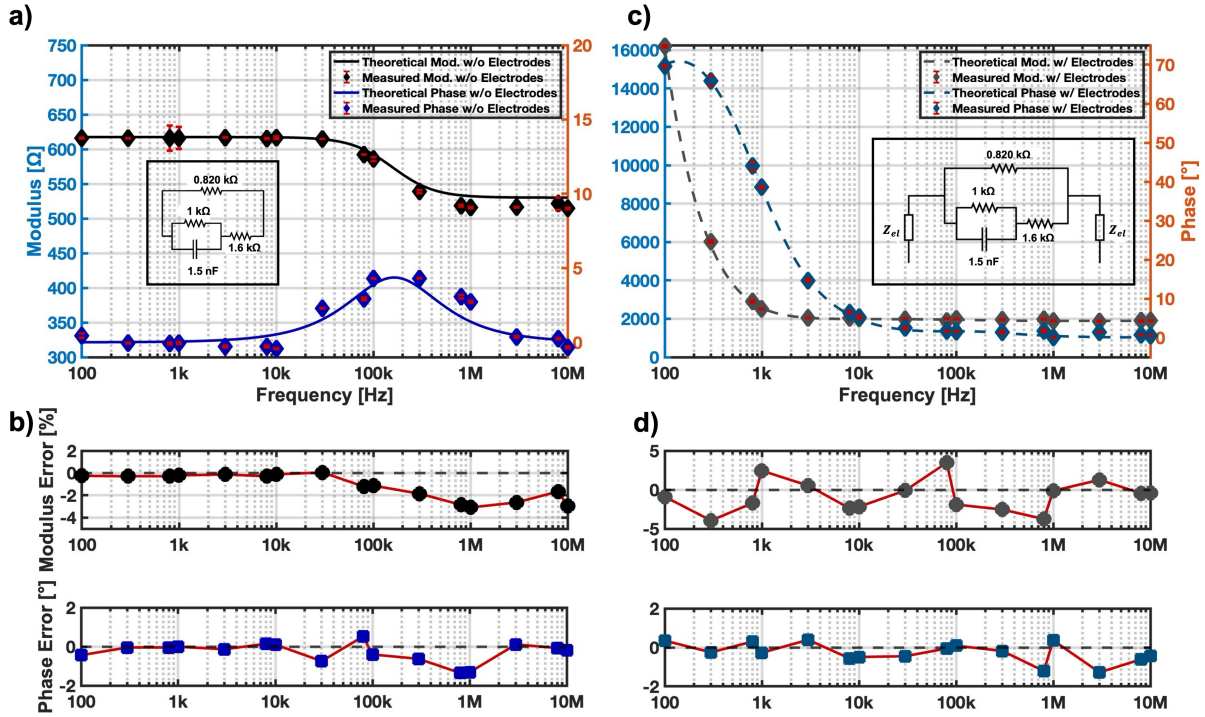 a)
750
700
650
600
550
500
450
400
350
300
Modulus [Ω]
20
15
10
5
0
Theoretical Mod. w/o Electrodes
Measured Mod. w/o Electrodes
Theoretical Phase w/o Electrodes
Measured Phase w/o Electrodes
0.820 kΩ
1 kΩ
1.6 kΩ
1.5 nF
100 1k 10k 100k 1M 10M
Frequency [Hz]
c)
16000
14000
12000
10000
8000
6000
4000
2000
0
70
60
50
40
30
20
10
0
Phase [°]
Theoretical Mod. w/ Electrodes
Measured Mod. w/ Electrodes
Theoretical Phase w/ Electrodes
Measured Phase w/ Electrodes
0.820 kΩ
1 kΩ
Zel
Zel
1.6 kΩ
1.5 nF
100 1k 10k 100k 1M 10M
Frequency [Hz]
b)
Modulus Error [%]
2
0
-2
-4
100 1k 10k 100k 1M 10M
Phase Error [°]
2
0
-2
100 1k 10k 100k 1M 10M
d)
5
0
-5
100 1k 10k 100k 1M 10M
2
0
-2
100 1k 10k 100k 1M 10M